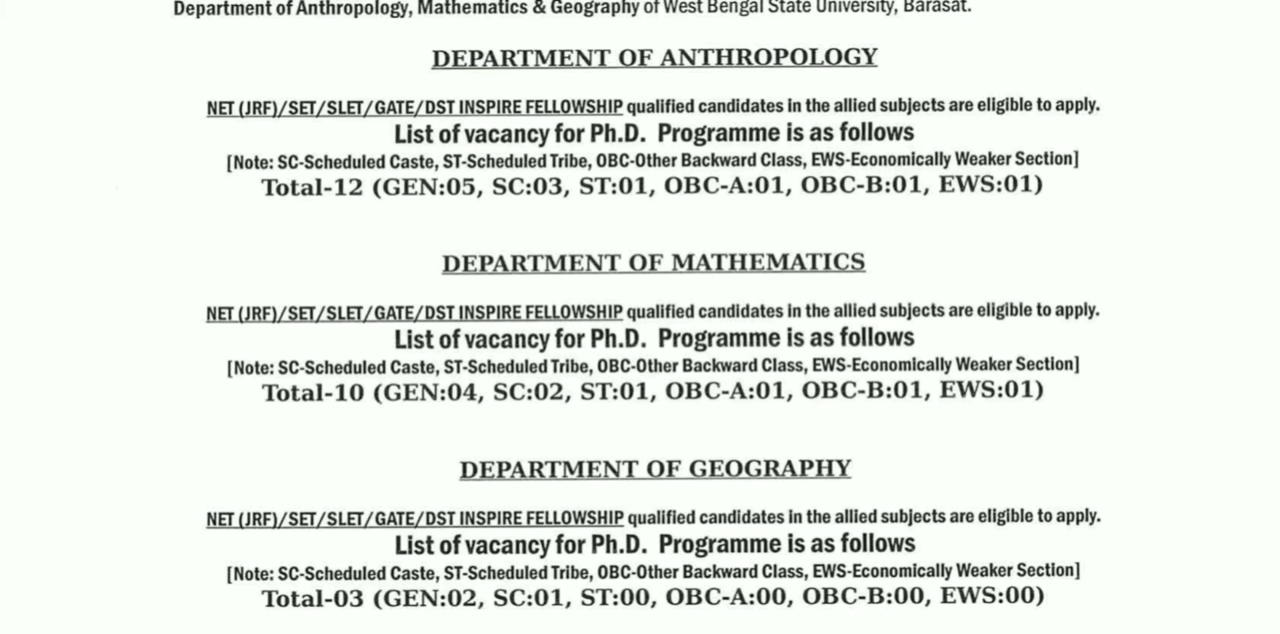 Department of Anthropology, Mathematics & Geography of West Bengal State University, Barasat.
DEPARTMENT OF ANTHROPOLOGY
NET (JRF)/SET/SLET/GATE/DST INSPIRE FELLOWSHIP qualified candidates in the allied subjects are eligible to apply.
List of vacancy for Ph.D. Programme is as follows
[Note: SC-Scheduled Caste, ST-Scheduled Tribe, OBC-Other Backward Class, EWS-Economically Weaker Section]
Total-12 (GEN:05, SC:03, ST:01, OBC-A:01, OBC-B:01, EWS:01)
DEPARTMENT OF MATHEMATICS
NET (JRF)/SET/SLET/GATE/DST INSPIRE FELLOWSHIP qualified candidates in the allied subjects are eligible to apply.
List of vacancy for Ph.D. Programme is as follows
[Note: SC-Scheduled Caste, ST-Scheduled Tribe, OBC-Other Backward Class, EWS-Economically Weaker Section]
Total-10 (GEN:04, SC:02, ST:01, OBC-A:01, OBC-B:01, EWS:01)
DEPARTMENT OF GEOGRAPHY
NET (JRF)/SET/SLET/GATE/DST INSPIRE FELLOWSHIP qualified candidates in the allied subjects are eligible to apply.
List of vacancy for Ph.D. Programme is as follows
[Note: SC-Scheduled Caste, ST-Scheduled Tribe, OBC-Other Backward Class, EWS-Economically Weaker Section]
Total-03 (GEN:02, SC:01, ST:00, OBC-A:00, OBC-B:00, EWS:00)